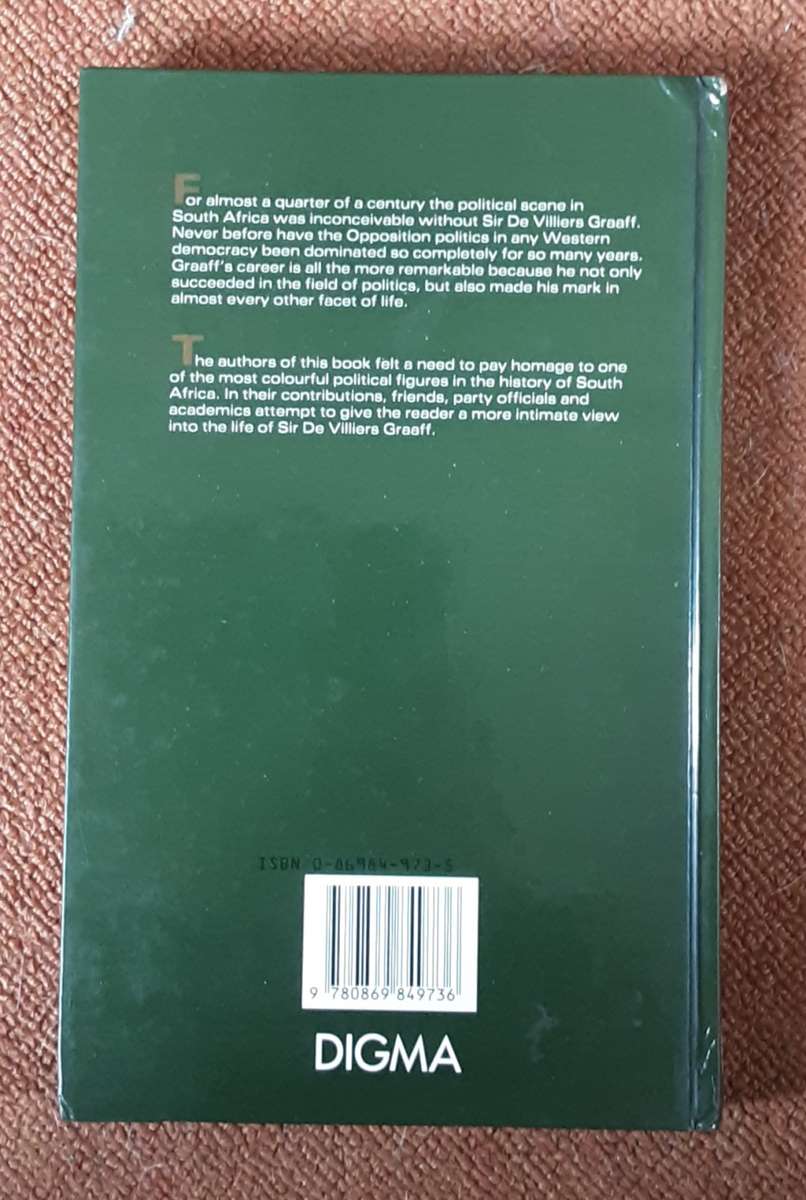 For almost a quarter of a century the political scene in
South Africa was inconceivable without Sir De Villiers Graaff.
Never before have the Opposition politics in any Western
democracy been dominated so completely for so many years.
Graaff's career is all the more remarkable because he not only
succeeded in the field of politics, but also made his mark in
almost every other facet of life.
The authors of this book felt a need to pay homage to one
of the most colourful political figures in the history of South
Africa. In their contributions, friends, party officials and
academics attempt to give the reader a more intimate view
into the life of Sir De Villiers Graaff.
ISBN 0-86984-973-5
9 780869 849736
DIGMA